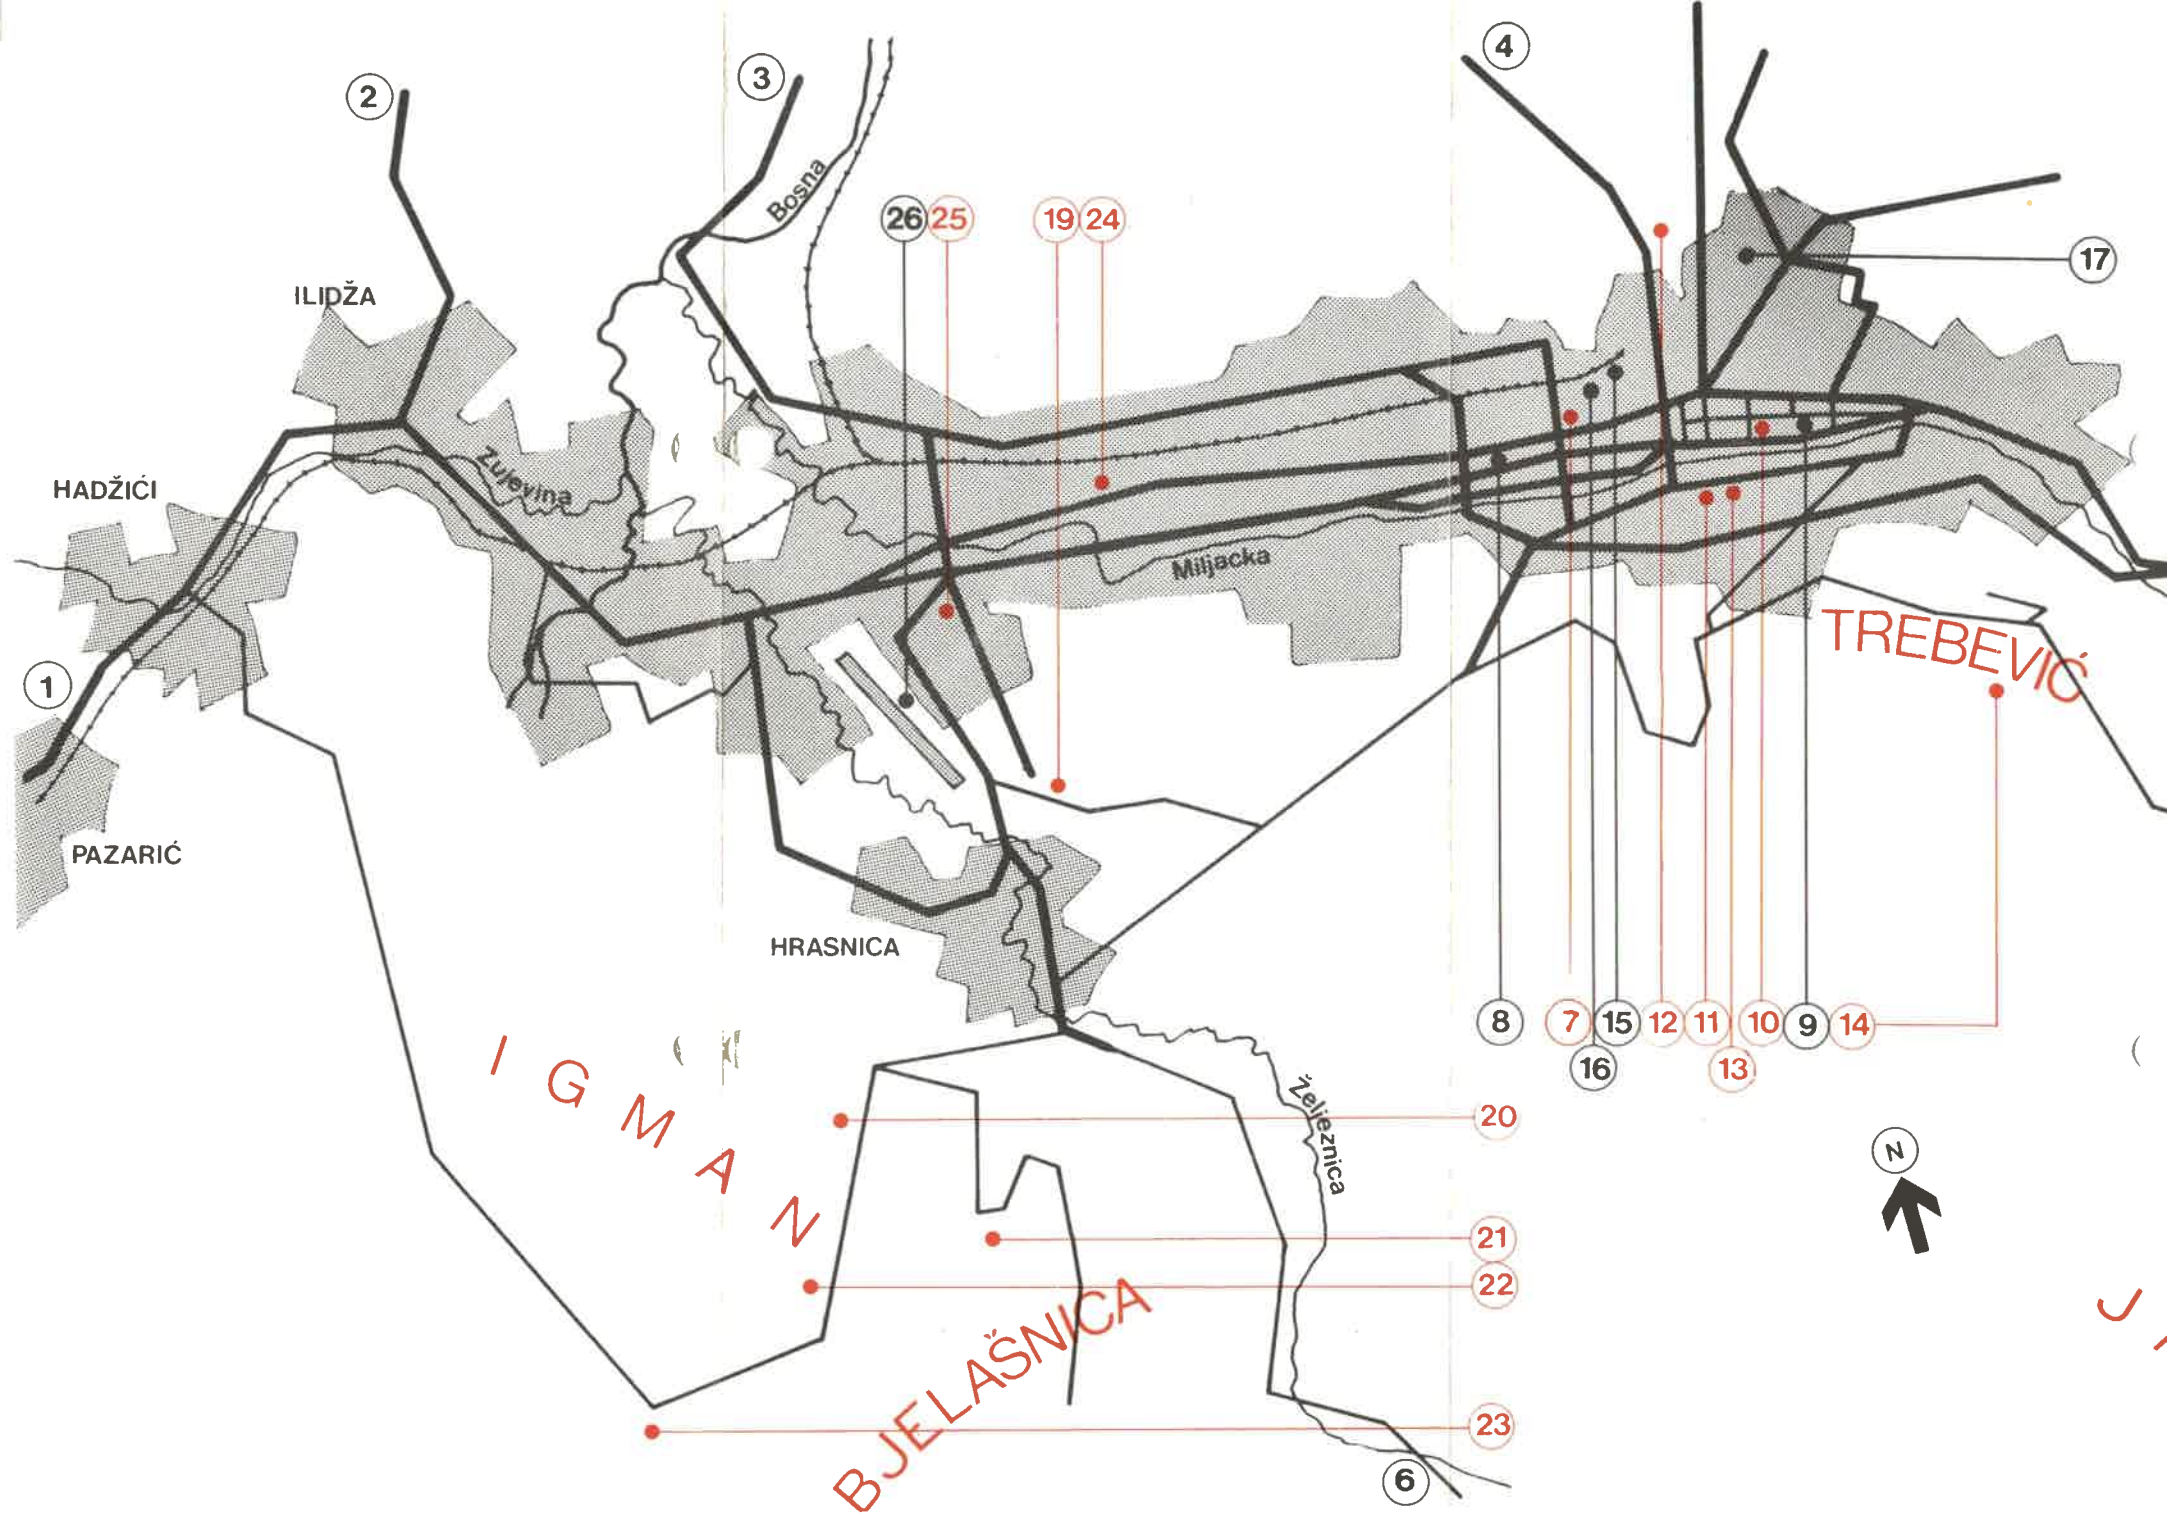 4
2
3
Bosna
26 25 19 24
17
ILIDŽA
Zujevina
HADŽIĆI
Miljacka
TREBEVIĆ
1
PAZARIĆ
HRASNICA
8 7 15 12 11 10 9 14
16 13
IGMAN
Željeznica
20
N
21
22
BJELAŠNICA
J
23
6